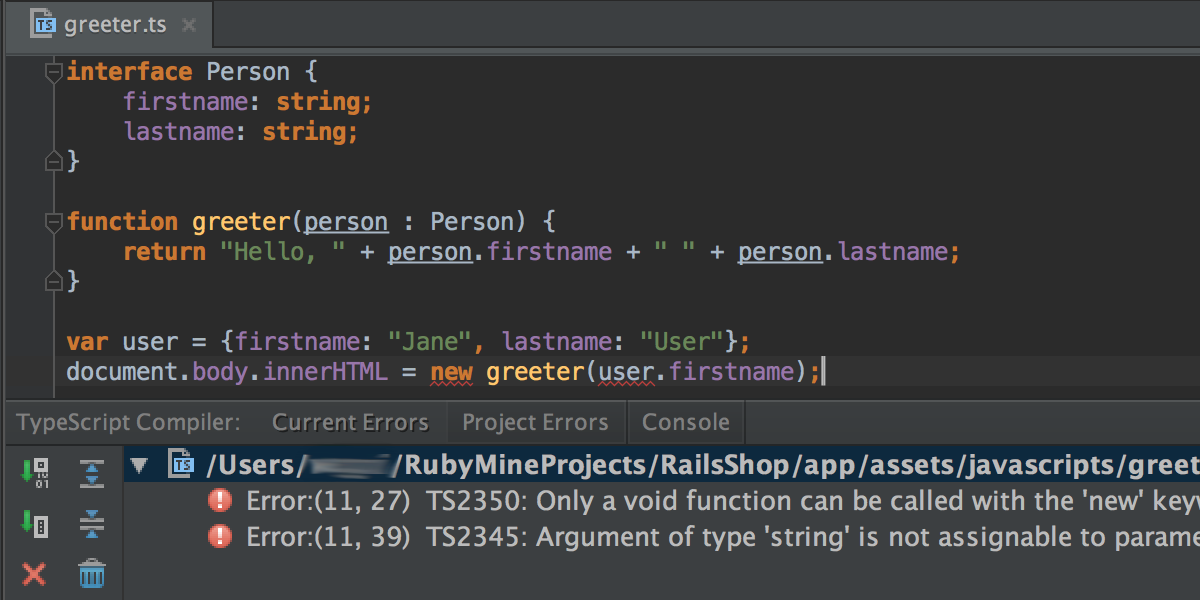 greeter.ts
interface Person {
    firstname: string;
    lastname: string;
}
function greeter(person : Person) {
    return "Hello, " + person.firstname + " " + person.lastname;
}
var user = {firstname: "Jane", lastname: "User"};
document.body.innerHTML = new greeter(user.firstname);
TypeScript Compiler: Current Errors Project Errors Console
/Users/ /RubyMineProjects/RailsShop/app/assets/javascripts/greet
Error:(11, 27) TS2350: Only a void function can be called with the 'new' keyw
Error:(11, 39) TS2345: Argument of type 'string' is not assignable to parame